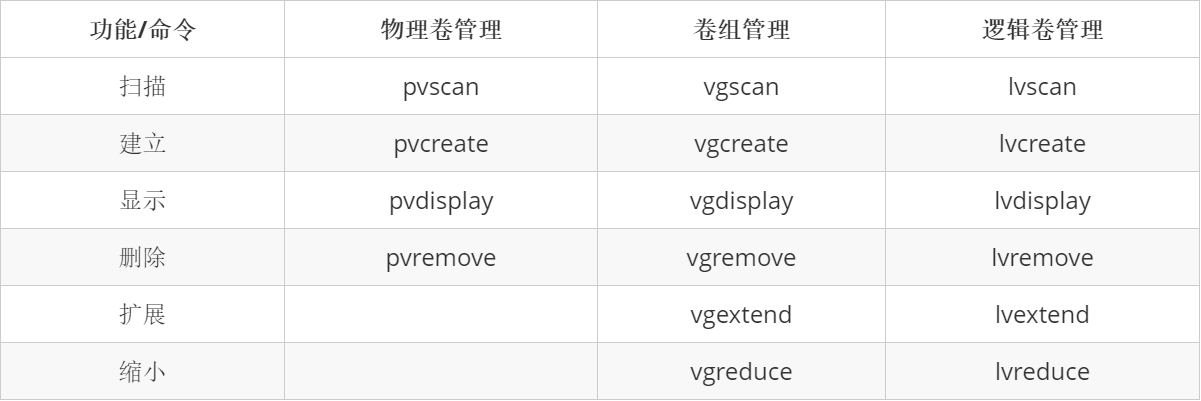 功能/命令 物理卷管理 卷组管理 逻辑卷管理
扫描 pvscan vgscan lvscan
建立 pvcreate vgcreate lvcreate
显示 pvdisplay vgdisplay lvdisplay
删除 pvremove vgremove lvremove
扩展 vgextend lvextend
缩小 vgreduce lvreduce